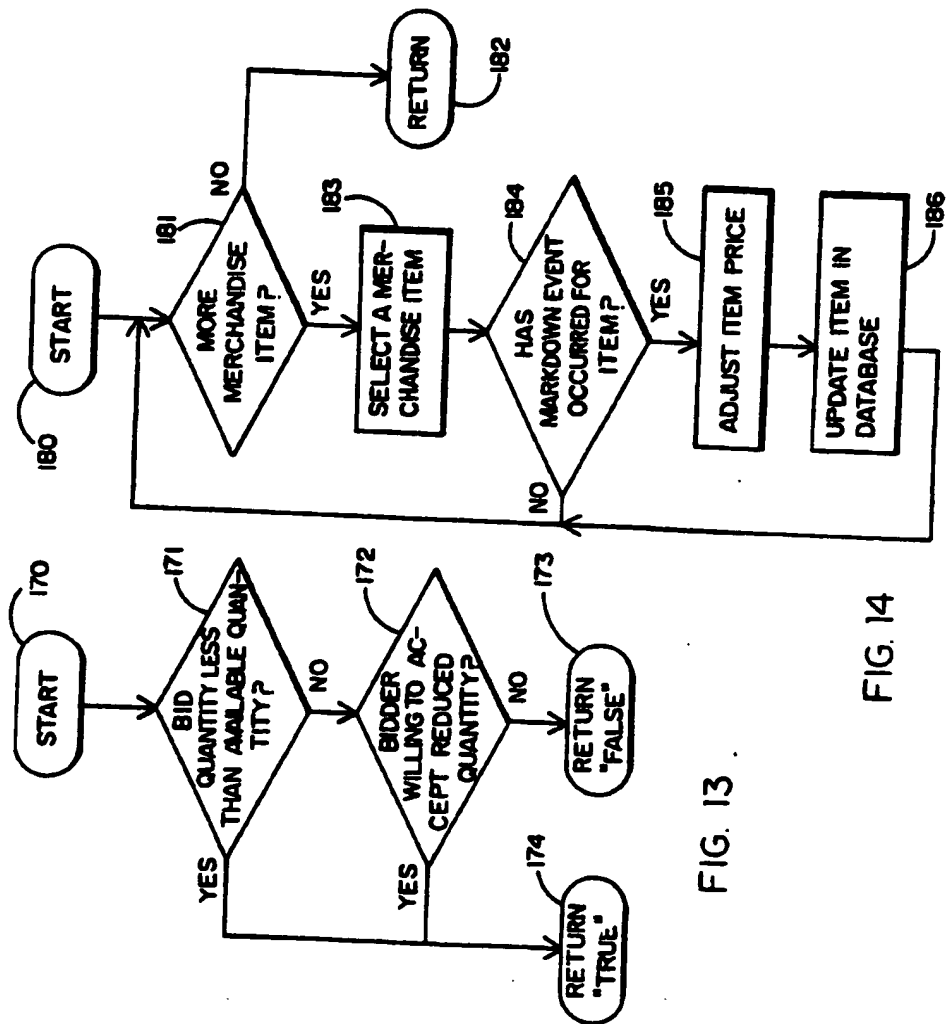 170
START
171
BID
QUANTITY LESS
THAN AVAILABLE QUAN-
TITY?
YES
NO
172
BIDDER
WILLING TO AC-
CEPT REDUCED
QUANTITY?
YES
NO
173
RETURN
"FALSE"
174
RETURN
"TRUE"
FIG. 13
180
START
181
MORE
MERCHANDISE
ITEM?
NO
RETURN
182
YES
183
SELECT A MER-
CHANDISE ITEM
184
HAS
MARKDOWN EVENT
OCCURRED FOR
ITEM?
NO
YES
185
ADJUST ITEM PRICE
UPDATE ITEM IN
DATABASE
186
FIG. 14